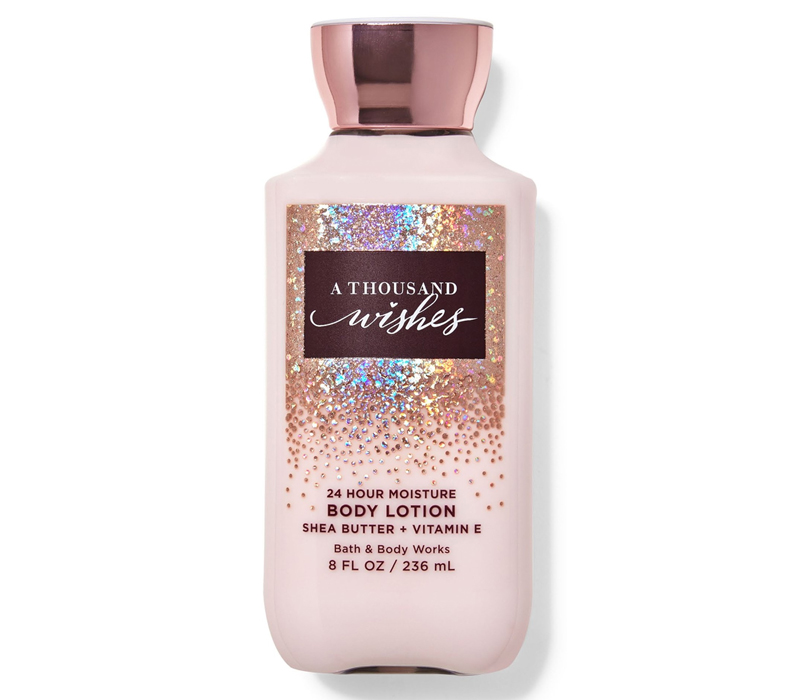 A THOUSAND
wishes
24 HOUR MOISTURE
BODY LOTION
SHEA BUTTER + VITAMIN E
Bath & Body Works
8 FL OZ / 236 mL